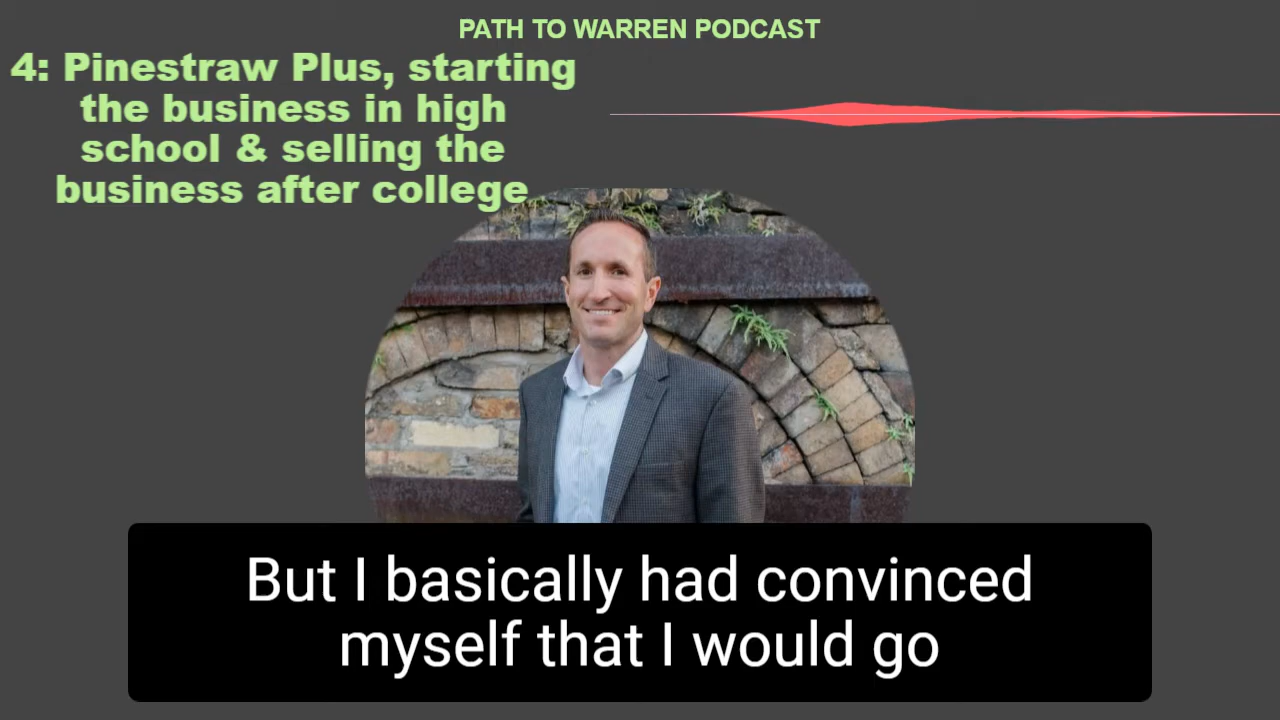 PATH TO WARREN PODCAST
4: Pinestraw Plus, starting
the business in high
school & selling the
business after college
But I basically had convinced
myself that I would go